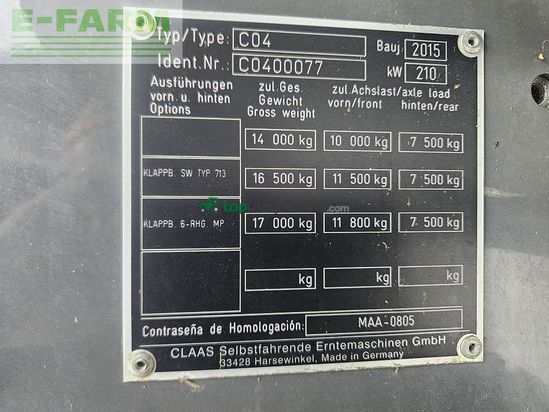 E-FARM
Typ/Type: C04 Bauj. 2015
Ident.Nr.: C0400077 kW 210
Ausführungen zul.Ges. zul.Achslast/axle load
vorn.u. hinten Gewicht vorn/front hinten/rear
Options Gross weight
14 000 kg 10 000 kg 7 500 kg
KLAPPB. SW TYP 713 16 500 kg 11 500 kg 7 500 kg
KLAPPB. 6-RHG. MP 17 000 kg 11 800 kg 7 500 kg
kg kg kg
Contraseña de Homologación: MAA-0805
CLAAS Selbstfahrende Erntemaschinen GmbH
33428 Harsewinkel, Made in Germany